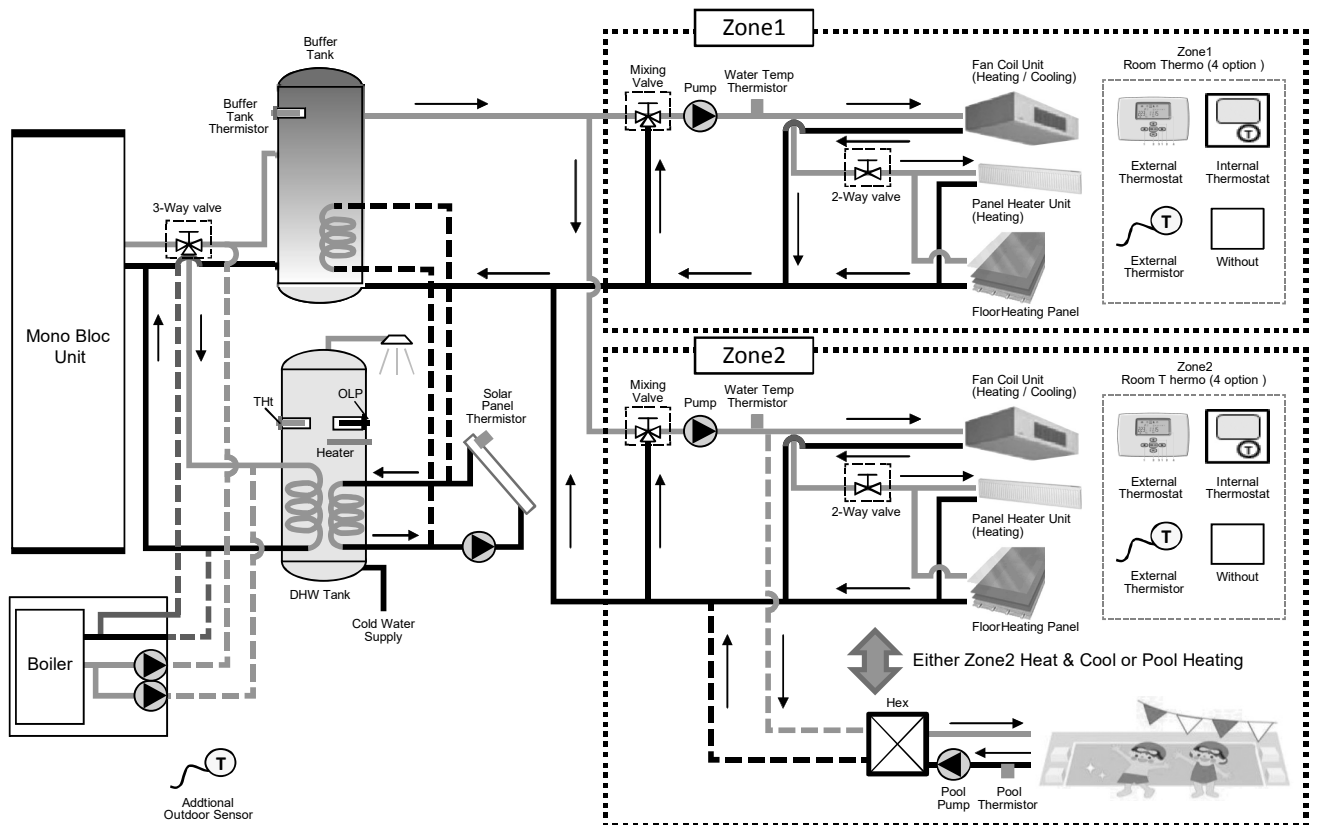 Zone1
Buffer
Tank
Buffer
Tank
Thermistor
Mixing
Valve
Pump
Water Temp
Thermistor
Fan Coil Unit
(Heating / Cooling)
Zone1
Room Thermo (4 option )
External
Thermostat
T
Internal
Thermostat
2-Way valve
Panel Heater Unit
(Heating)
T
External
Thermistor
Without
FloorHeating Panel
3-Way valve
Mono Bloc
Unit
Zone2
Mixing
Valve
Pump
Water Temp
Thermistor
Fan Coil Unit
(Heating / Cooling)
Zone2
Room T hermo (4 option )
External
Thermostat
T
Internal
Thermostat
2-Way valve
Panel Heater Unit
(Heating)
T
External
Thermistor
Without
FloorHeating Panel
THt
OLP
Heater
Solar
Panel
Thermistor
DHW Tank
Cold Water
Supply
Boiler
T
Addtional
Outdoor Sensor
Either Zone2 Heat & Cool or Pool Heating
Hex
Pool
Pump
Pool
Thermistor